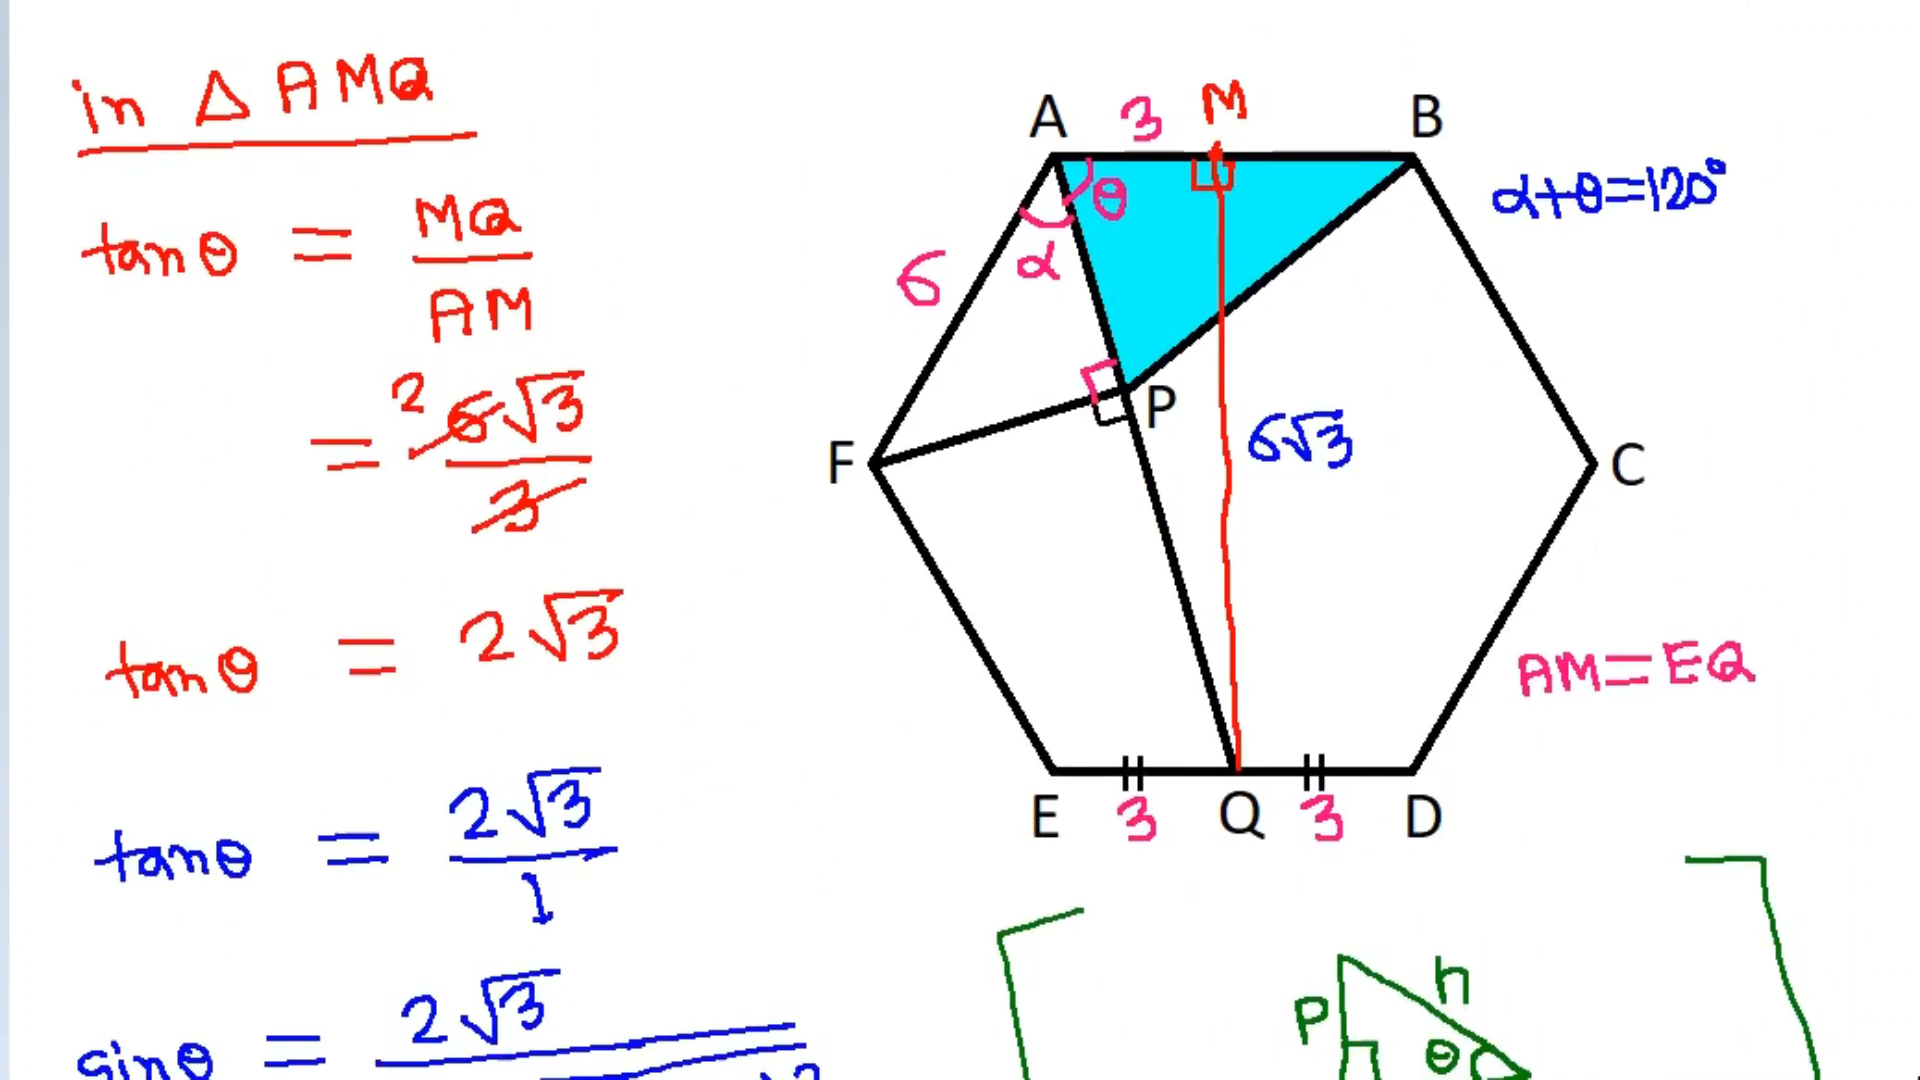 in △ AMQ
tanθ = MQ / AM
= 2 6√3 / 3
tanθ = 2√3
tanθ = 2√3 / 1
sinθ = 2√3
A 3 M B
θ
α+θ=120°
6 α
P
F 6√3 C
AM=EQ
E 3 Q 3 D
h
P
θ